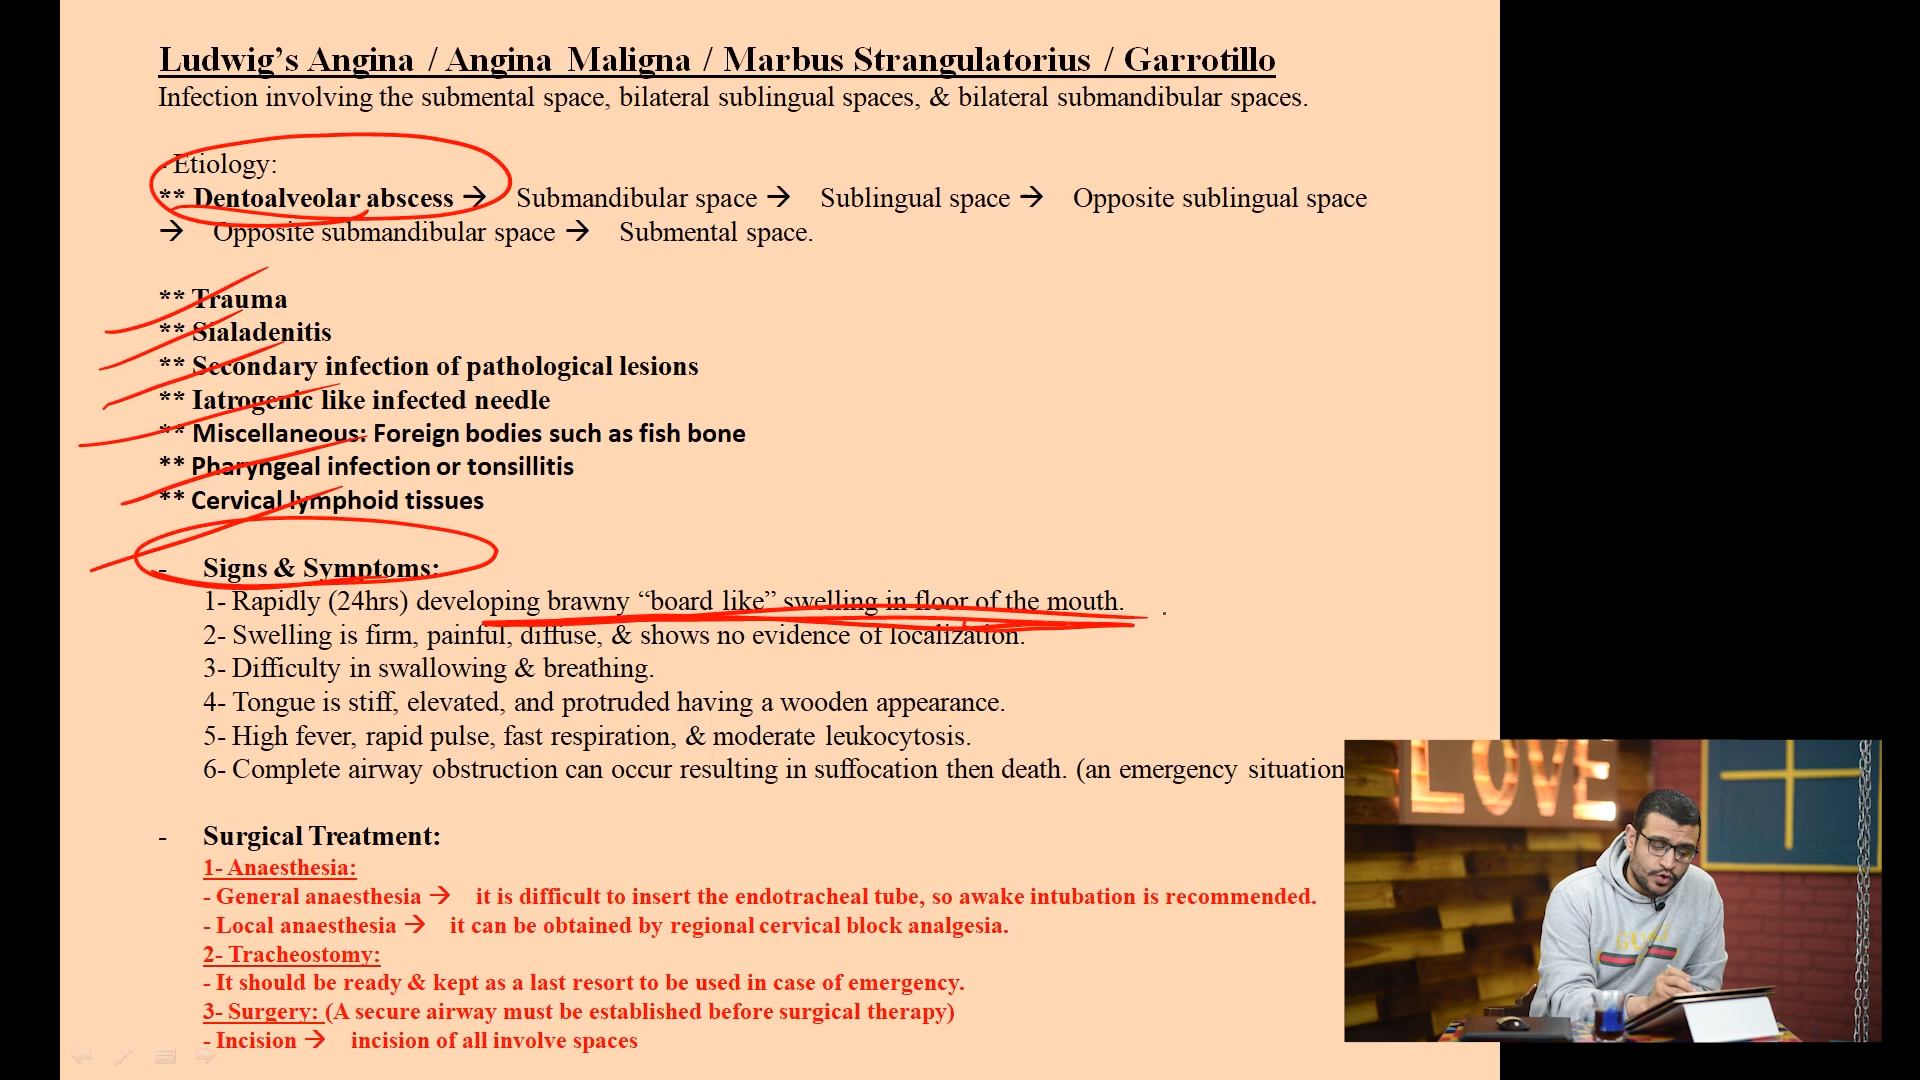 Ludwig’s Angina / Angina Maligna / Marbus Strangulatorius / Garrotillo
Infection involving the submental space, bilateral sublingual spaces, & bilateral submandibular spaces.
- Etiology:
** Dentoalveolar abscess → Submandibular space → Sublingual space → Opposite sublingual space
→ Opposite submandibular space → Submental space.
** Trauma
** Sialadenitis
** Secondary infection of pathological lesions
** Iatrogenic like infected needle
** Miscellaneous: Foreign bodies such as fish bone
** Pharyngeal infection or tonsillitis
** Cervical lymphoid tissues
- Signs & Symptoms:
1- Rapidly (24hrs) developing brawny “board like” swelling in floor of the mouth.
2- Swelling is firm, painful, diffuse, & shows no evidence of localization.
3- Difficulty in swallowing & breathing.
4- Tongue is stiff, elevated, and protruded having a wooden appearance.
5- High fever, rapid pulse, fast respiration, & moderate leukocytosis.
6- Complete airway obstruction can occur resulting in suffocation then death. (an emergency situation
- Surgical Treatment:
1- Anaesthesia:
- General anaesthesia → it is difficult to insert the endotracheal tube, so awake intubation is recommended.
- Local anaesthesia → it can be obtained by regional cervical block analgesia.
2- Tracheostomy:
- It should be ready & kept as a last resort to be used in case of emergency.
3- Surgery: (A secure airway must be established before surgical therapy)
- Incision → incision of all involve spaces
LOVE